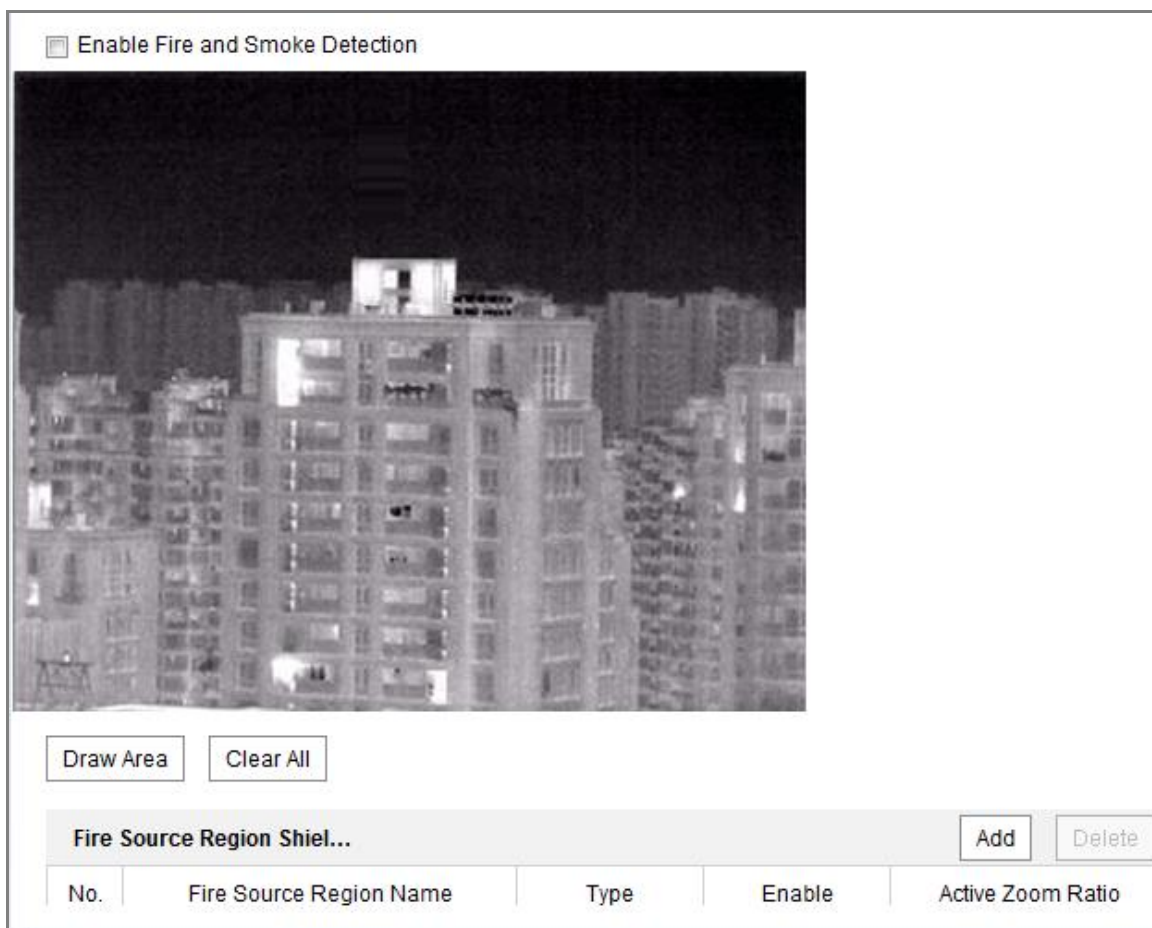 Enable Fire and Smoke Detection
Draw Area Clear All
Fire Source Region Shiel... Add Delete
No. Fire Source Region Name Type Enable Active Zoom Ratio